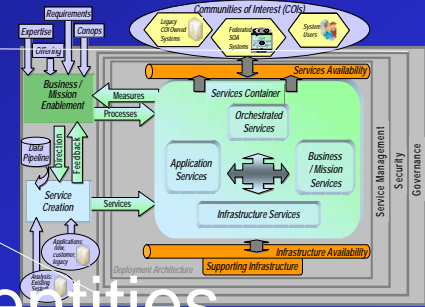 Communities of Interest (COIs)
Requirements
Expertise
Conops
Offering
Legacy
COI Owned
Systems
Federated
SOA
Systems
System
Users
Services Availability
Business /
Mission
Enablement
Measures
Processes
Services Container
Orchestrated
Services
Data
Pipeline
Direction
Feedback
Application
Services
Business
/ Mission
Services
Service
Creation
Services
Infrastructure Services
Applications:
new,
customer,
legacy
Infrastructure Availability
Deployment Architecture
Supporting Infrastructure
Analysis:
Existing
Service Management
Security
Governance
entities